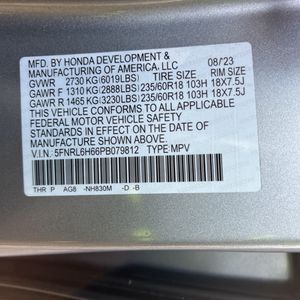 MFD. BY HONDA DEVELOPMENT &
MANUFACTURING OF AMERICA, LLC 08/'23
GVWR 2730 KG (6019LBS) TIRE SIZE RIM SIZE
GAWR F 1310 KG (2888LBS) 235/60R18 103H 18X7.5J
GAWR R 1465 KG(3230LBS) 235/60R18 103H 18X7.5J
THIS VEHICLE CONFORMS TO ALL APPLICABLE
FEDERAL MOTOR VEHICLE SAFETY
STANDARDS IN EFFECT ON THE DATE OF
MANUFACTURE SHOWN ABOVE.
V.I.N.: 5FNRL6H66PB079812 TYPE:MPV
THR P AG8 -NH830M -D -B